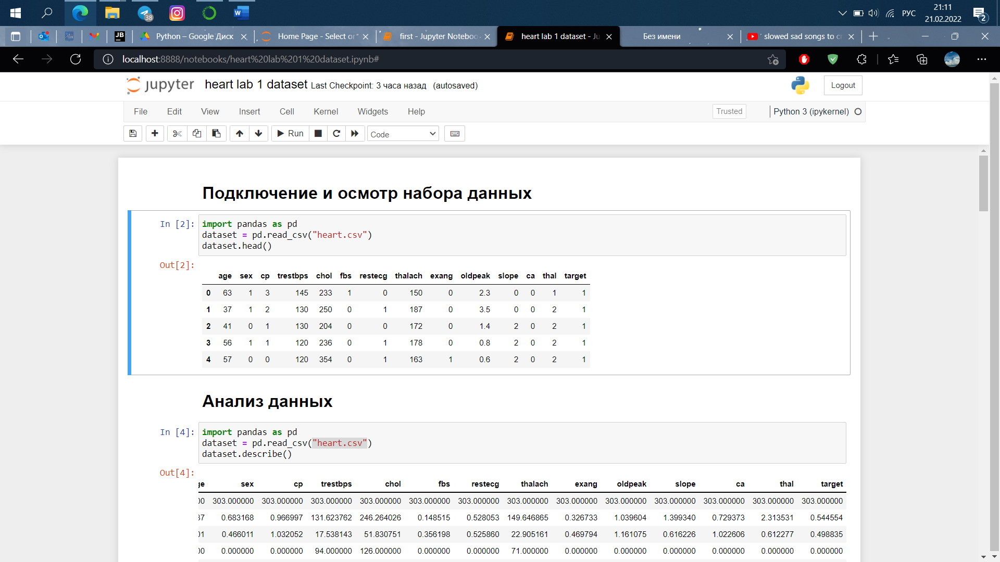 38
W
РУС
21:11
21.02.2022
2
JB
Python – Google Диск
Home Page - Select or
first - Jupyter Noteboo
heart lab 1 dataset - Ju
Без имени
slowed sad songs to cr
localhost:8888/notebooks/heart%20lab%201%20dataset.ipynb#
jupyter
heart lab 1 dataset Last Checkpoint: 3 часа назад (autosaved)
Logout
File Edit View Insert Cell Kernel Widgets Help
Trusted
Python 3 (ipykernel)
Run
Code
Подключение и осмотр набора данных
In [2]:
import pandas as pd
dataset = pd.read_csv("heart.csv")
dataset.head()
Out[2]:
age sex cp trestbps chol fbs restecg thalach exang oldpeak slope ca thal target
0 63 1 3 145 233 1 0 150 0 2.3 0 0 1 1
1 37 1 2 130 250 0 1 187 0 3.5 0 0 2 1
2 41 0 1 130 204 0 0 172 0 1.4 2 0 2 1
3 56 1 1 120 236 0 1 178 0 0.8 2 0 2 1
4 57 0 0 120 354 0 1 163 1 0.6 2 0 2 1
Анализ данных
In [4]:
import pandas as pd
dataset = pd.read_csv("heart.csv")
dataset.describe()
Out[4]:
ge sex cp trestbps chol fbs restecg thalach exang oldpeak slope ca thal target
00 303.000000 303.000000 303.000000 303.000000 303.000000 303.000000 303.000000 303.000000 303.000000 303.000000 303.000000 303.000000 303.000000
37 0.683168 0.966997 131.623762 246.264026 0.148515 0.528053 149.646865 0.326733 1.039604 1.399340 0.729373 2.313531 0.544554
01 0.466011 1.032052 17.538143 51.830751 0.356198 0.525860 22.905161 0.469794 1.161075 0.616226 1.022606 0.612277 0.498835
00 0.000000 0.000000 94.000000 126.000000 0.000000 0.000000 71.000000 0.000000 0.000000 0.000000 0.000000 0.000000 0.000000